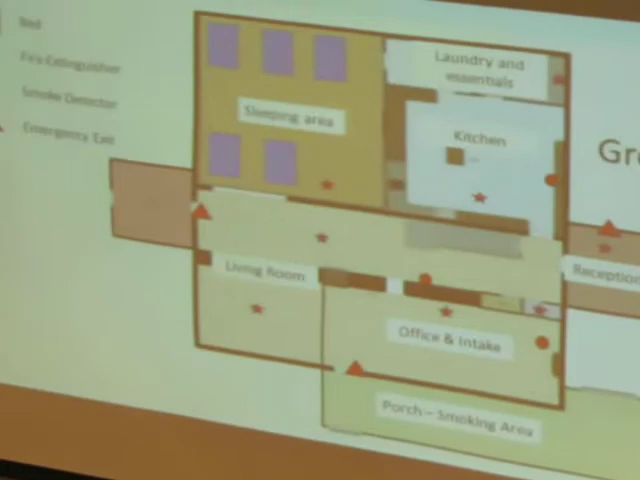 Bed
Fire Extinguisher
Smoke Detector
Emergency Exit
Laundry and
essentials
Sleeping area
Kitchen
Gr
Living Room
Reception
Office & Intake
Porch – Smoking Area